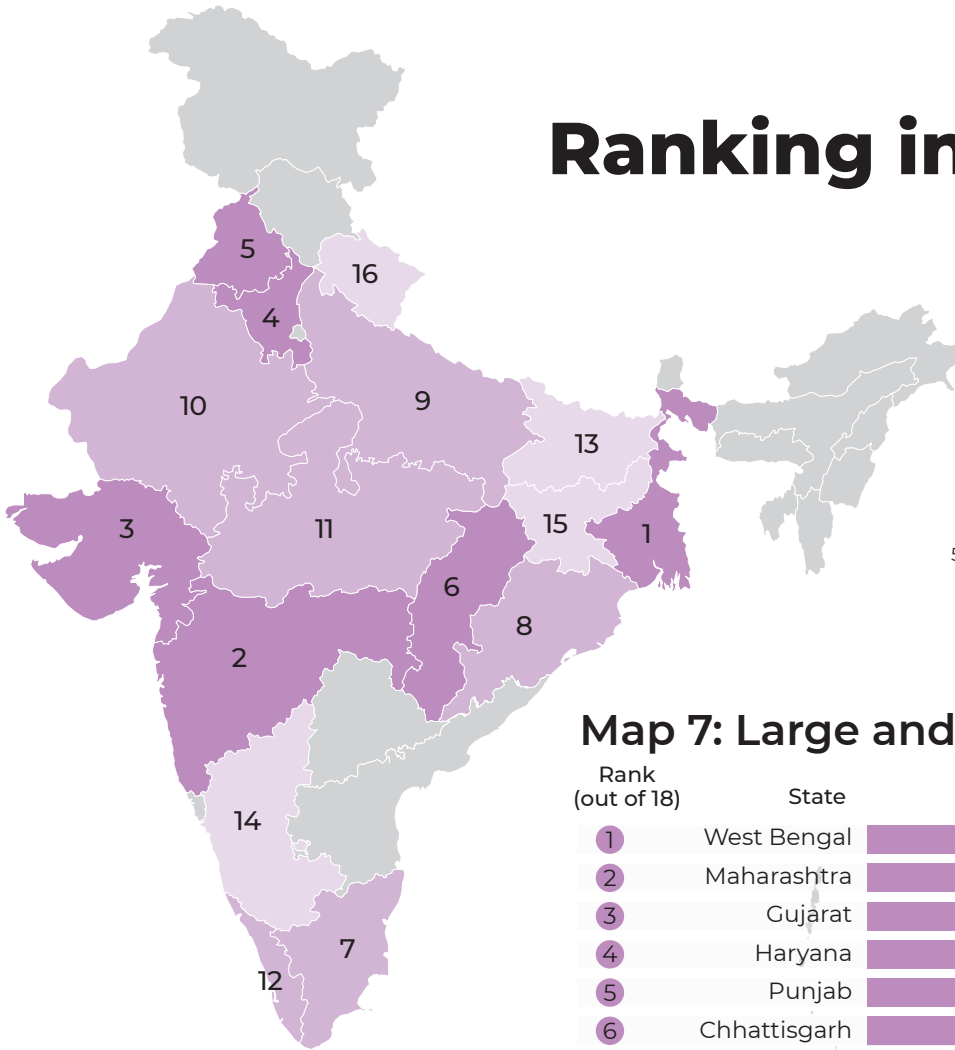 Ranking in
5
16
4
10
9
13
3
11
15
1
6
8
2
14
7
12
5
Map 7: Large and
Rank
(out of 18)
State
1 West Bengal
2 Maharashtra
3 Gujarat
4 Haryana
5 Punjab
6 Chhattisgarh